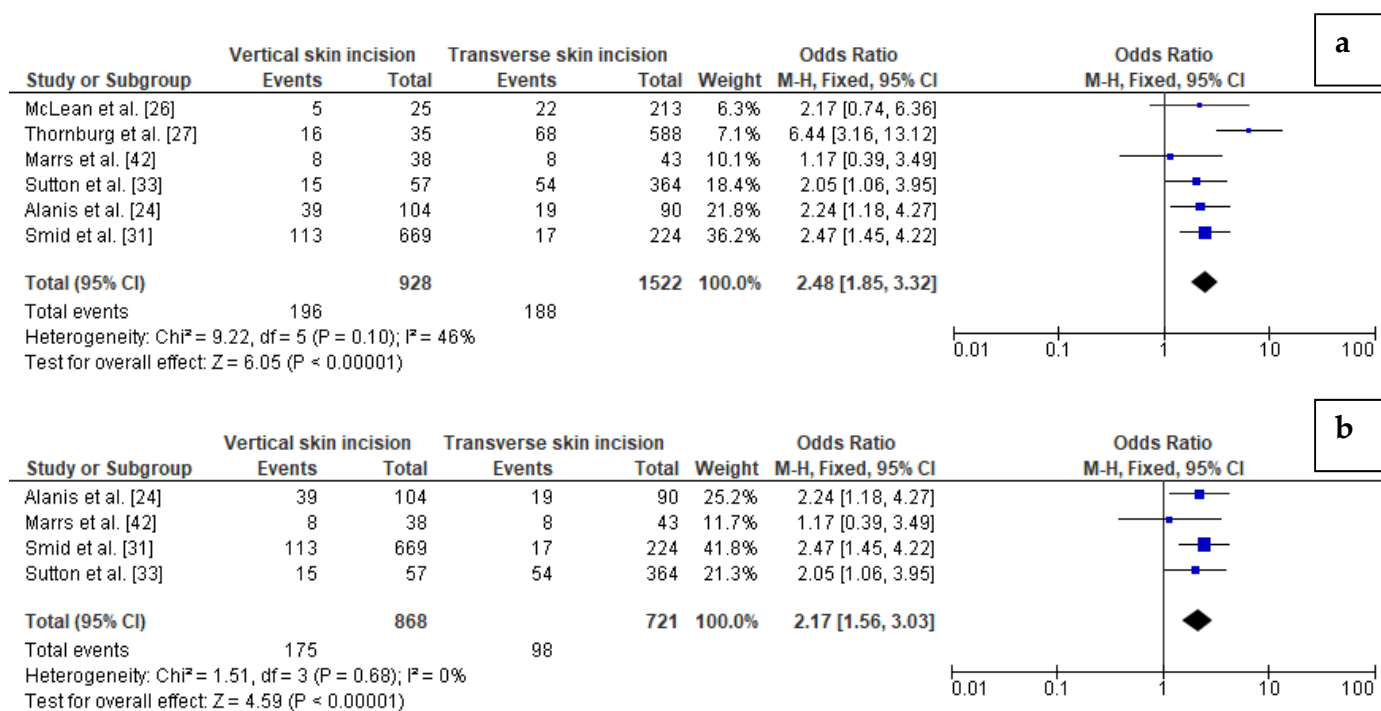 a
Vertical skin incision Transverse skin incision Odds Ratio Odds Ratio
Study or Subgroup Events Total Events Total Weight M-H, Fixed, 95% CI M-H, Fixed, 95% CI
McLean et al. [26] 5 25 22 213 6.3% 2.17 [0.74, 6.36]
Thornburg et al. [27] 16 35 68 588 7.1% 6.44 [3.16, 13.12]
Marrs et al. [42] 8 38 8 43 10.1% 1.17 [0.39, 3.49]
Sutton et al. [33] 15 57 54 364 18.4% 2.05 [1.06, 3.95]
Alanis et al. [24] 39 104 19 90 21.8% 2.24 [1.18, 4.27]
Smid et al. [31] 113 669 17 224 36.2% 2.47 [1.45, 4.22]
Total (95% CI) 928 1522 100.0% 2.48 [1.85, 3.32]
Total events 196 188
Heterogeneity: Chi² = 9.22, df = 5 (P = 0.10); I² = 46%
Test for overall effect: Z = 6.05 (P < 0.00001)
0.01 0.1 1 10 100
b
Vertical skin incision Transverse skin incision Odds Ratio Odds Ratio
Study or Subgroup Events Total Events Total Weight M-H, Fixed, 95% CI M-H, Fixed, 95% CI
Alanis et al. [24] 39 104 19 90 25.2% 2.24 [1.18, 4.27]
Marrs et al. [42] 8 38 8 43 11.7% 1.17 [0.39, 3.49]
Smid et al. [31] 113 669 17 224 41.8% 2.47 [1.45, 4.22]
Sutton et al. [33] 15 57 54 364 21.3% 2.05 [1.06, 3.95]
Total (95% CI) 868 721 100.0% 2.17 [1.56, 3.03]
Total events 175 98
Heterogeneity: Chi² = 1.51, df = 3 (P = 0.68); I² = 0%
Test for overall effect: Z = 4.59 (P < 0.00001)
0.01 0.1 1 10 100